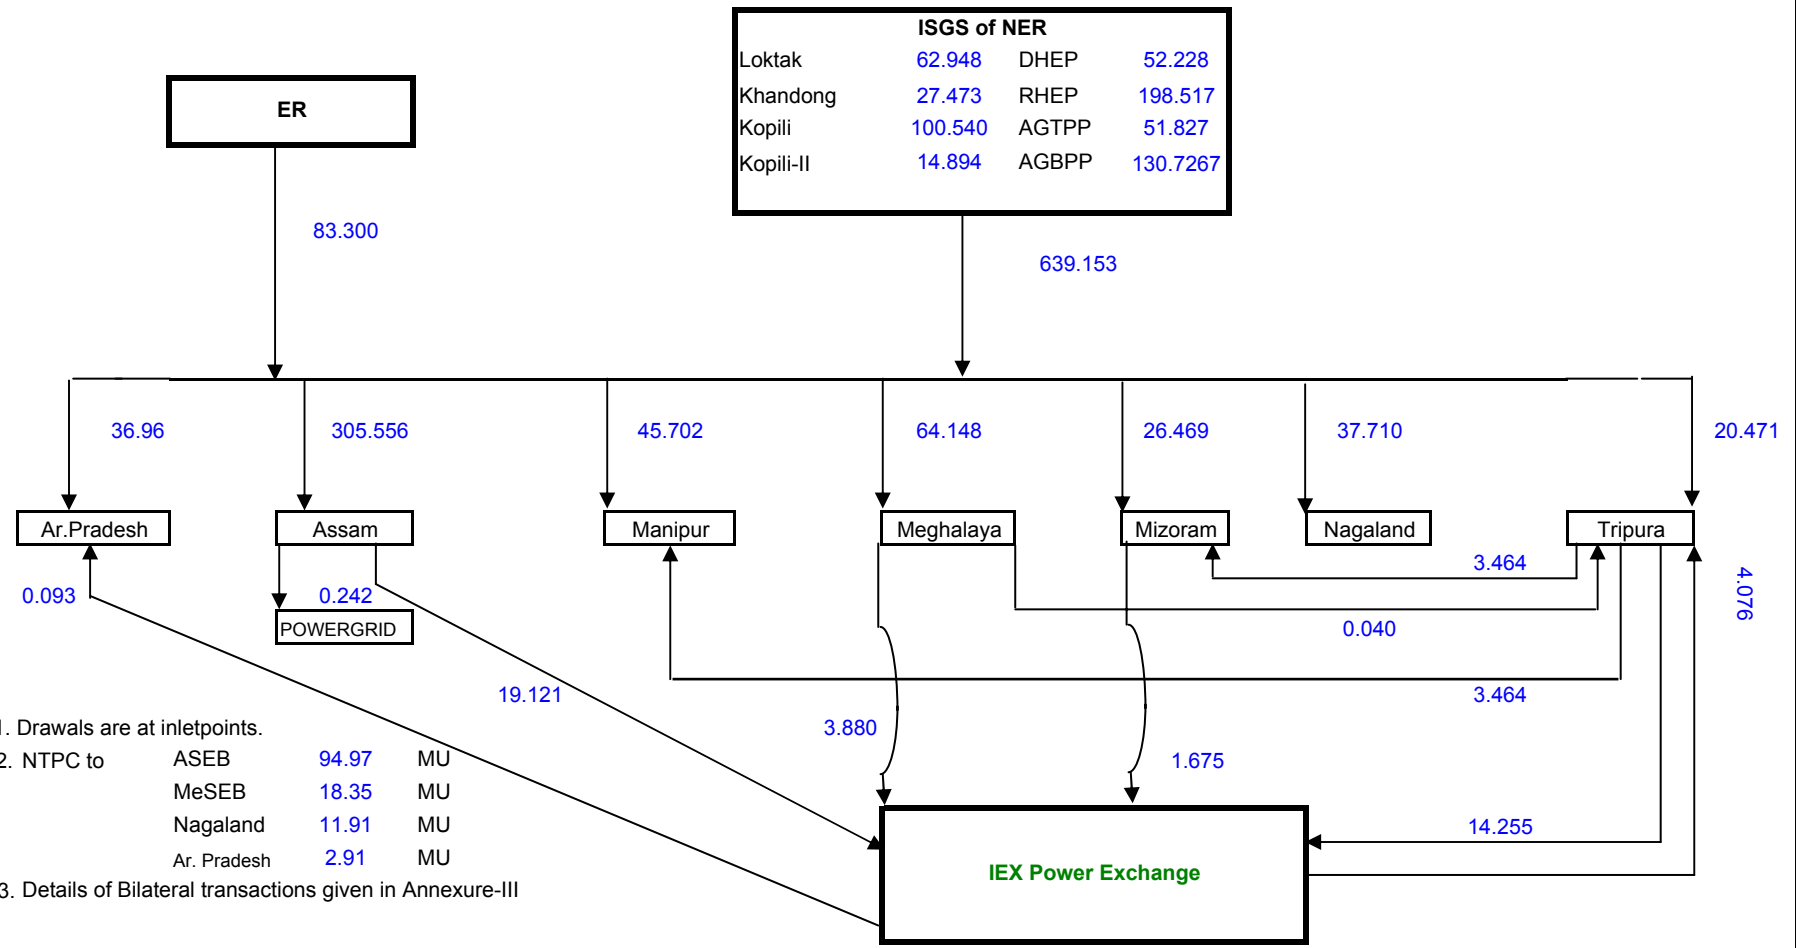 ISGS of NER
Loktak 62.948 DHEP 52.228
Khandong 27.473 RHEP 198.517
Kopili 100.540 AGTPP 51.827
Kopili-II 14.894 AGBPP 130.7267
ER
83.300
639.153
36.96 305.556 45.702 64.148 26.469 37.710 20.471
Ar.Pradesh Assam Manipur Meghalaya Mizoram Nagaland Tripura
3.464
4.076
0.093 0.242
POWERGRID
0.040
19.121
3.464
3.880
1.675
1. Drawals are at inletpoints.
2. NTPC to ASEB 94.97 MU
MeSEB 18.35 MU
Nagaland 11.91 MU
Ar. Pradesh 2.91 MU
3. Details of Bilateral transactions given in Annexure-III
14.255
IEX Power Exchange